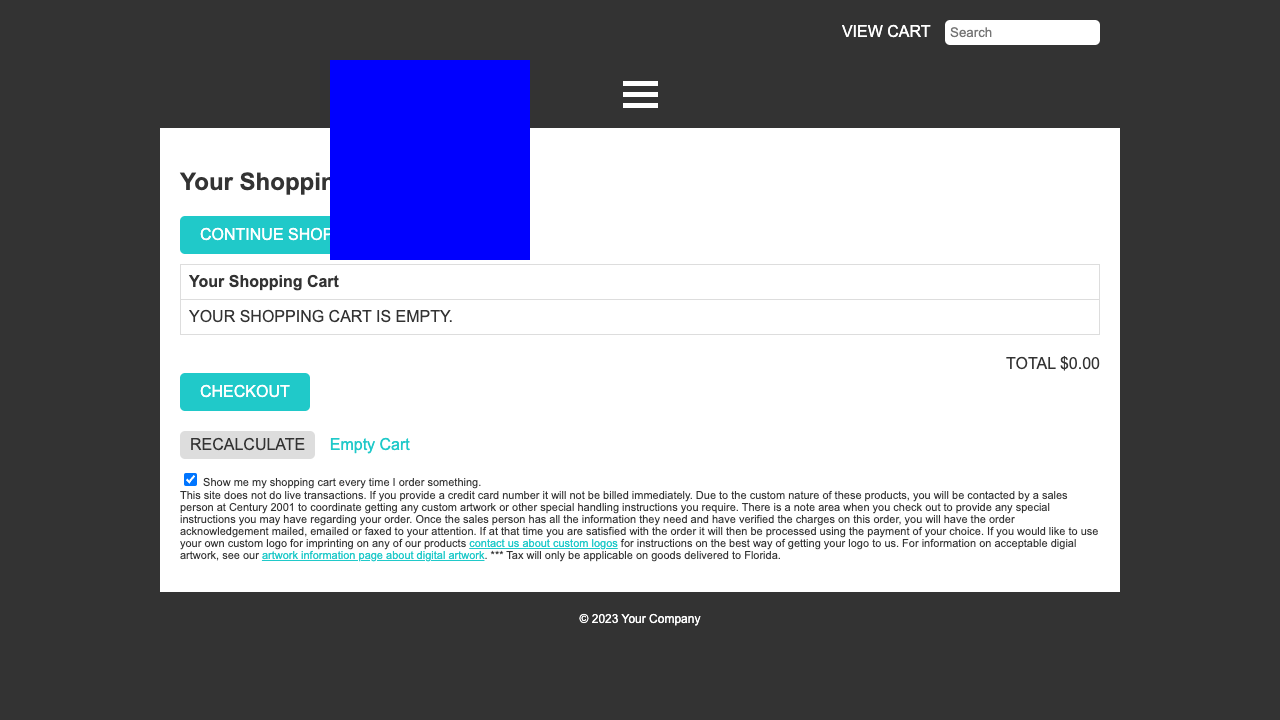 VIEW CART
Search
Your Shoppin
CONTINUE SHOP
Your Shopping Cart
YOUR SHOPPING CART IS EMPTY.
TOTAL $0.00
CHECKOUT
RECALCULATE Empty Cart
Show me my shopping cart every time I order something.
This site does not do live transactions. If you provide a credit card number it will not be billed immediately. Due to the custom nature of these products, you will be contacted by a sales
person at Century 2001 to coordinate getting any custom artwork or other special handling instructions you require. There is a note area when you check out to provide any special
instructions you may have regarding your order. Once the sales person has all the information they need and have verified the charges on this order, you will have the order
acknowledgement mailed, emailed or faxed to your attention. If at that time you are satisfied with the order it will then be processed using the payment of your choice. If you would like to use
your own custom logo for imprinting on any of our products contact us about custom logos for instructions on the best way of getting your logo to us. For information on acceptable digial
artwork, see our artwork information page about digital artwork. *** Tax will only be applicable on goods delivered to Florida.
© 2023 Your Company